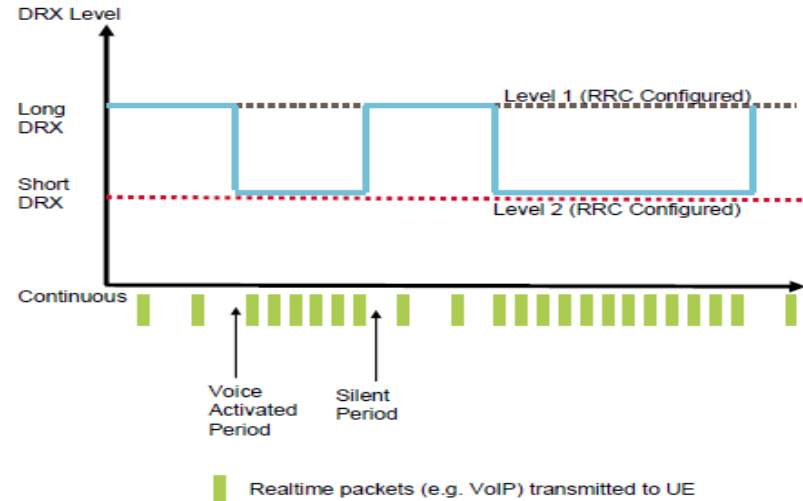 DRX Level
Level 1 (RRC Configured)
Long
DRX
Short
DRX
Level 2 (RRC Configured)
Continuous
Voice
Activated
Period
Silent
Period
Realtime packets (e.g. VoIP) transmitted to UE